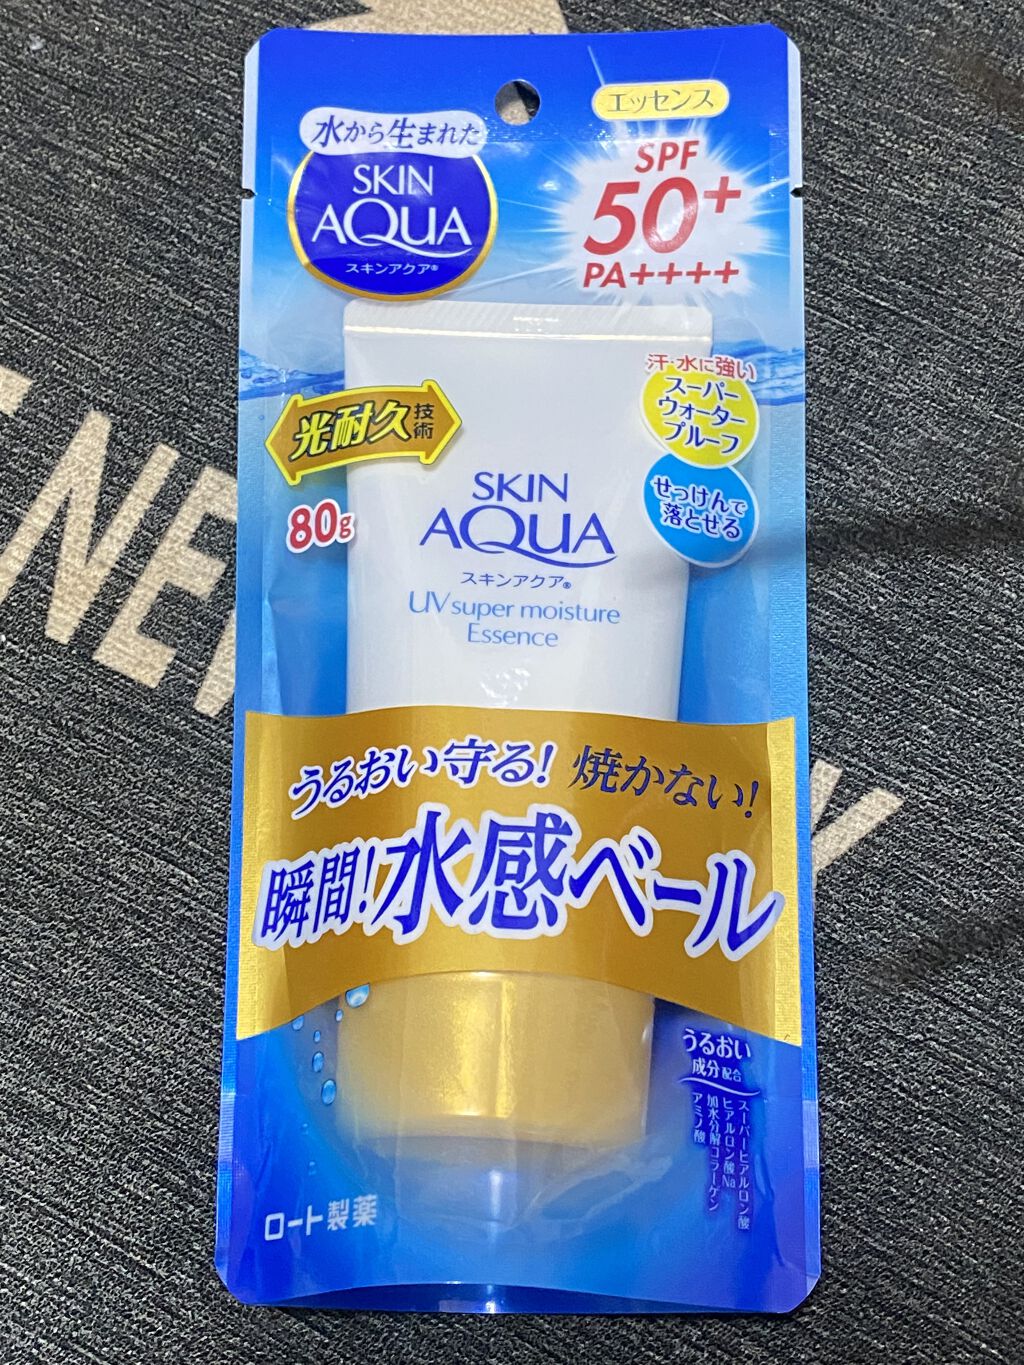 エッセンス
水から生まれた
SKIN
AQUA
スキンアクア®
SPF
50+
PA++++
汗・水に強い
スーパー
ウォーター
プルーフ
光耐久技術
せっけんで
落とせる
80g
SKIN
AQUA
スキンアクア®
UV super moisture
Essence
うるおい守る! 焼かない!
瞬間!水感ベール
うるおい
成分配合
スーパーヒアルロン酸
ヒアルロン酸Na
加水分解コラーゲン
アミノ酸
ロート製薬
NEW